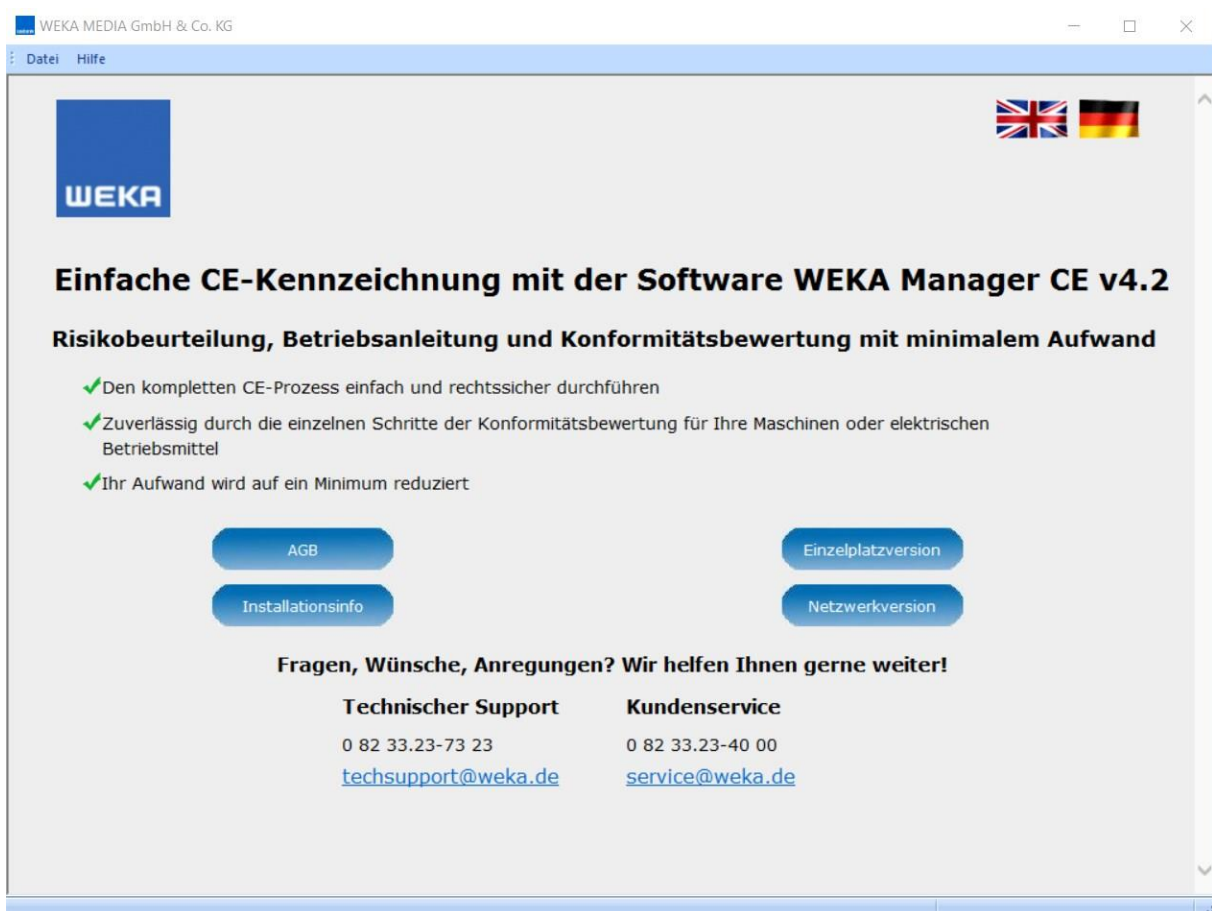 WEKA MEDIA GmbH & Co. KG
Datei Hilfe
WEKA
Einfache CE-Kennzeichnung mit der Software WEKA Manager CE v4.2
Risikobeurteilung, Betriebsanleitung und Konformitätsbewertung mit minimalem Aufwand
Den kompletten CE-Prozess einfach und rechtssicher durchführen
Zuverlässig durch die einzelnen Schritte der Konformitätsbewertung für Ihre Maschinen oder elektrischen
Betriebsmittel
Ihr Aufwand wird auf ein Minimum reduziert
AGB Einzelplatzversion
Installationsinfo Netzwerkversion
Fragen, Wünsche, Anregungen? Wir helfen Ihnen gerne weiter!
Technischer Support Kundenservice
0 82 33.23-73 23 0 82 33.23-40 00
techsupport@weka.de service@weka.de